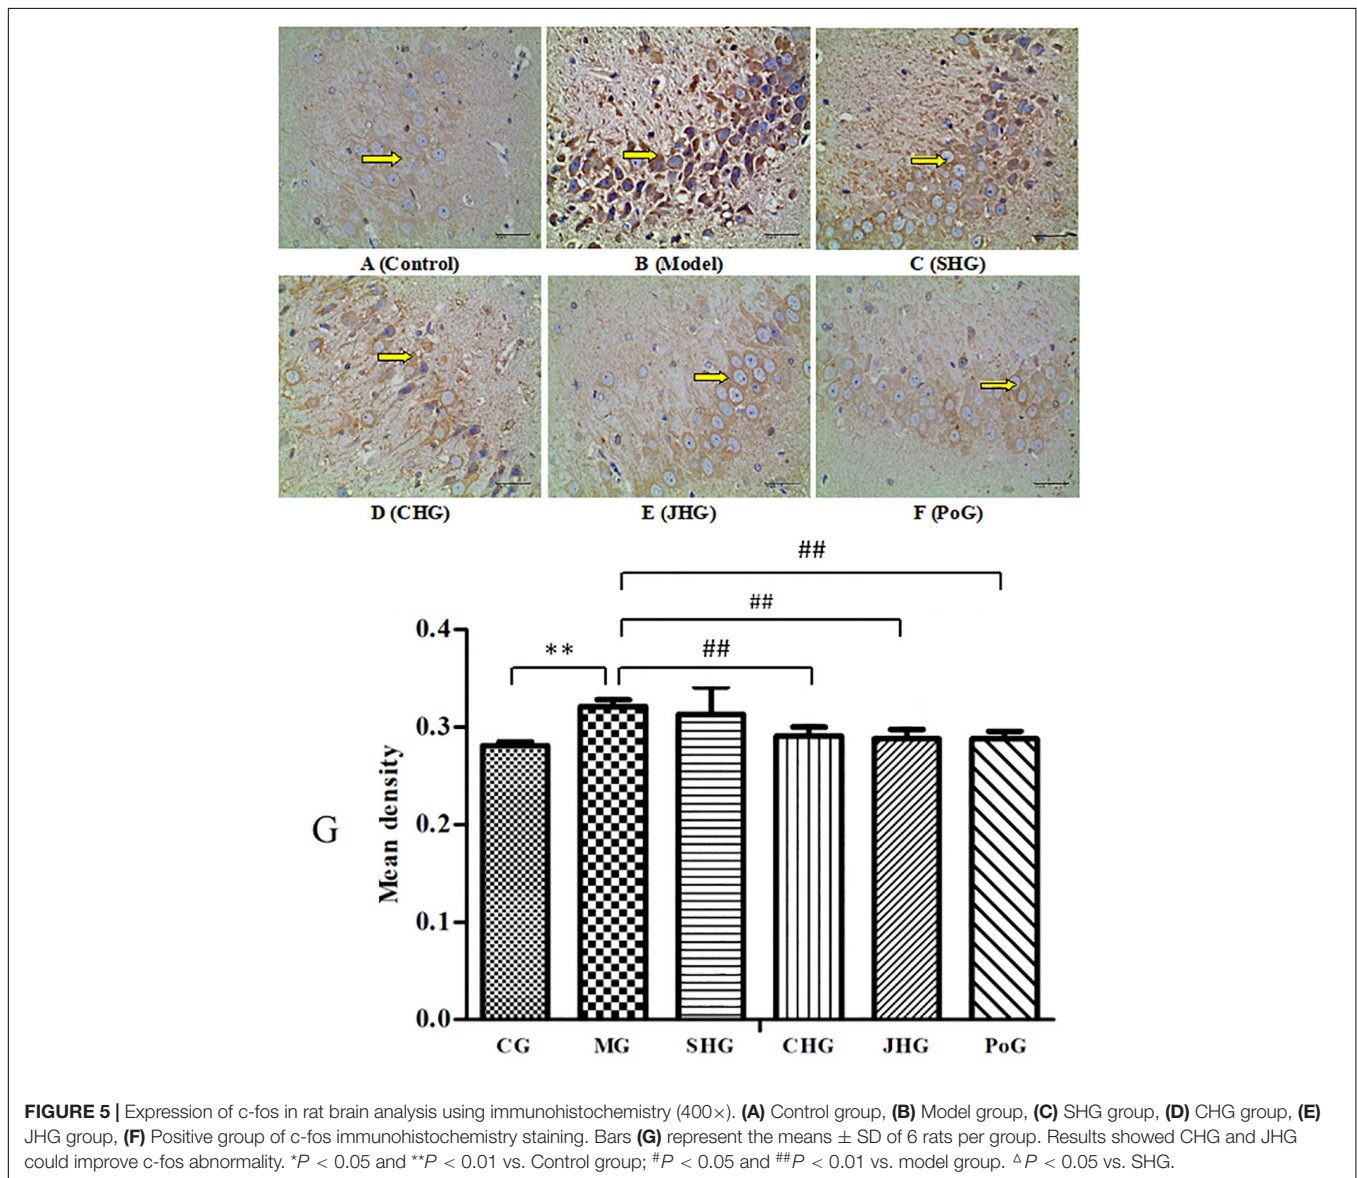 A (Control)
B (Model)
C (SHG)
D (CHG)
E (JHG)
F (PoG)
##
##
** ##
0.4
0.3
0.2
0.1
0.0
Mean density
G
CG MG SHG CHG JHG PoG
FIGURE 5 | Expression of c-fos in rat brain analysis using immunohistochemistry (400×). (A) Control group, (B) Model group, (C) SHG group, (D) CHG group, (E)
JHG group, (F) Positive group of c-fos immunohistochemistry staining. Bars (G) represent the means ± SD of 6 rats per group. Results showed CHG and JHG
could improve c-fos abnormality. *P < 0.05 and **P < 0.01 vs. Control group; #P < 0.05 and ##P < 0.01 vs. model group. △P < 0.05 vs. SHG.